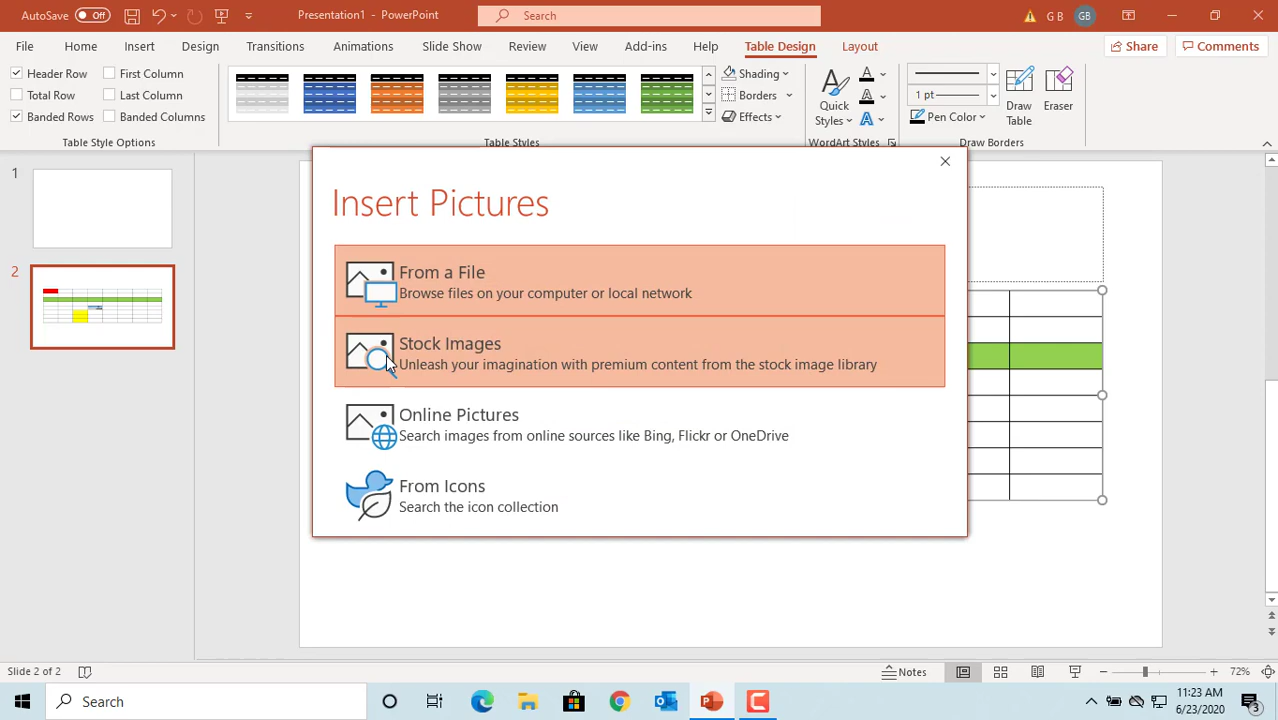 AutoSave Off Presentation1 - PowerPoint Search G B GB
File Home Insert Design Transitions Animations Slide Show Review View Add-ins Help Table Design Layout Share Comments
Header Row First Column
Total Row Last Column
Banded Rows Banded Columns
Table Style Options
Table Styles
Shading
Borders
Effects
Quick
Styles
A
A
A
WordArt Styles
1 pt
Pen Color
Draw
Table
Eraser
Draw Borders
1
2
Insert Pictures
From a File
Browse files on your computer or local network
Stock Images
Unleash your imagination with premium content from the stock image library
Online Pictures
Search images from online sources like Bing, Flickr or OneDrive
From Icons
Search the icon collection
Slide 2 of 2 Notes 72%
Search
11:23 AM
6/23/2020
3